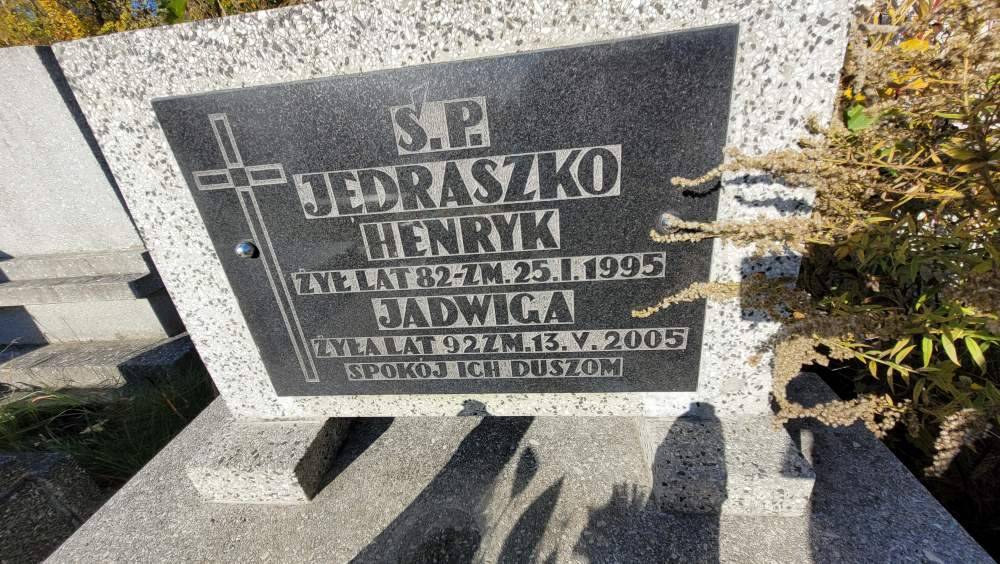 Ś.P.
JĘDRASZKO
HENRYK
ŻYŁ LAT 82-ZM. 25.I.1995
JADWIGA
ŻYŁA LAT 92 ZM. 13.V.2005
SPOKÓJ ICH DUSZOM